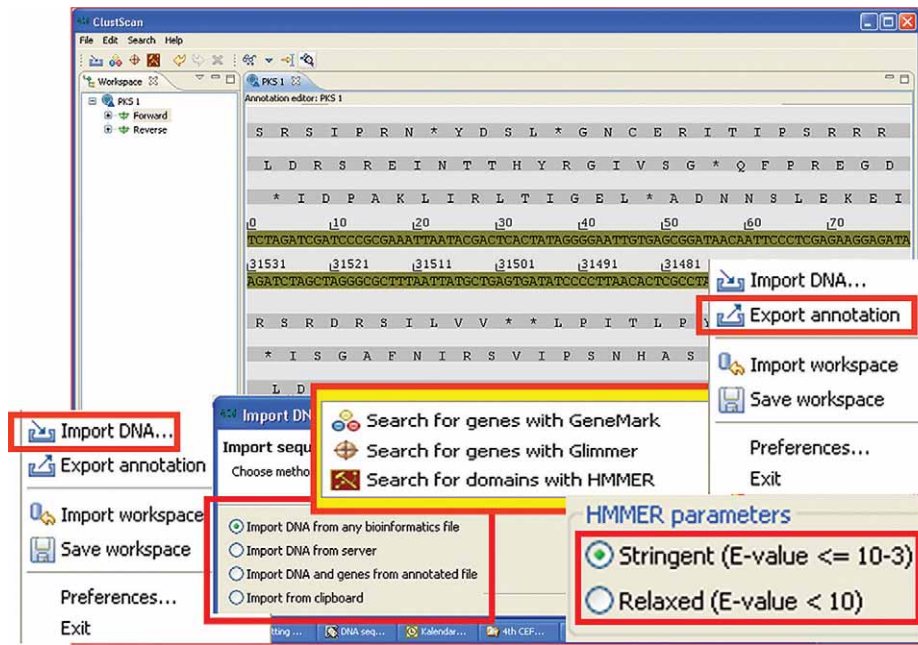 ClustScan
File Edit Search Help
Workspace
PKS 1
Forward
Reverse
PKS 1
Annotation editor: PKS 1
S R S I P R N * Y D S L * G N C E R I T I P S R R R
L D R S R E I N T T H Y R G I V S G * Q F P R E G D
* I D P A K L I R L T I G E L * A D N N S L E K E I
0 10 20 30 40 50 60 70
TCTAGATCGATCCCGCGAAATTAATACGACTCACTATAGGGGAATTGTGAGCGGATAACAATTCCCTCGAGAAGGAGATA
31531 31521 31511 31501 31491 31481
AGATCTAGCTAGGGCGCTTTAATTATGCTGAGTGATATCCCCTTAACACTCGCCTA
R S R D R S I L V V * * L P I T L P Y
* I S G A F N I R S V I P S N H A S
L D
Import DNA...
Export annotation
Import workspace
Save workspace
Preferences...
Exit
Import DNA...
Export annotation
Import workspace
Save workspace
Preferences...
Exit
Import DN
Import sequ
Choose metho
Import DNA from any bioinformatics file
Import DNA from server
Import DNA and genes from annotated file
Import from clipboard
Search for genes with GeneMark
Search for genes with Glimmer
Search for domains with HMMER
HMMER parameters
Stringent (E-value <= 10-3)
Relaxed (E-value < 10)
tting ... DNA seq... Kalendar... 4th CEF...